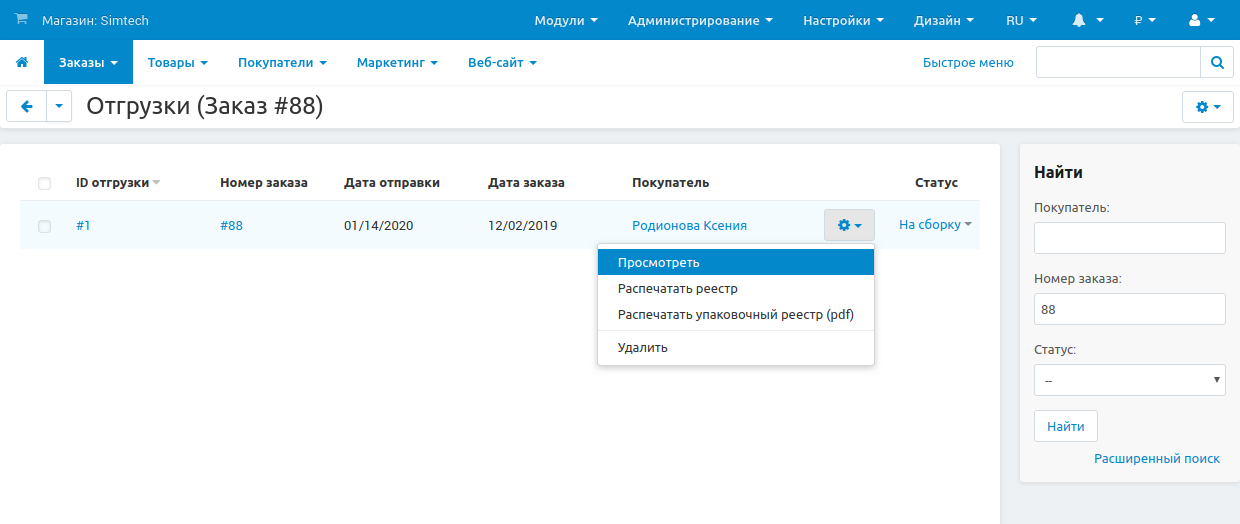 Магазин: Simtech Модули Администрирование Настройки Дизайн RU ₽
Заказы Товары Покупатели Маркетинг Веб-сайт Быстрое меню
Отгрузки (Заказ #88)
ID отгрузки Номер заказа Дата отправки Дата заказа Покупатель Статус
#1 #88 01/14/2020 12/02/2019 Родионова Ксения На сборку
Просмотреть
Распечатать реестр
Распечатать упаковочный реестр (pdf)
Удалить
Найти
Покупатель:
Номер заказа:
88
Статус:
--
Найти
Расширенный поиск